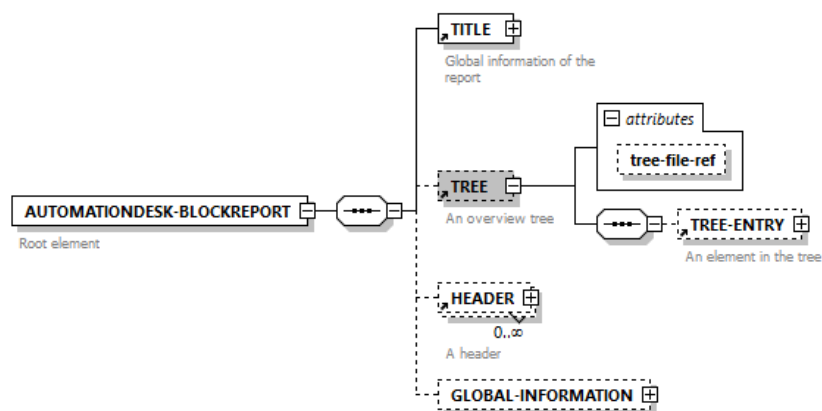 TITLE
Global information of the
report
attributes
tree-file-ref
TREE
An overview tree
AUTOMATIONDESK-BLOCKREPORT
Root element
TREE-ENTRY
An element in the tree
HEADER
0..∞
A header
GLOBAL-INFORMATION